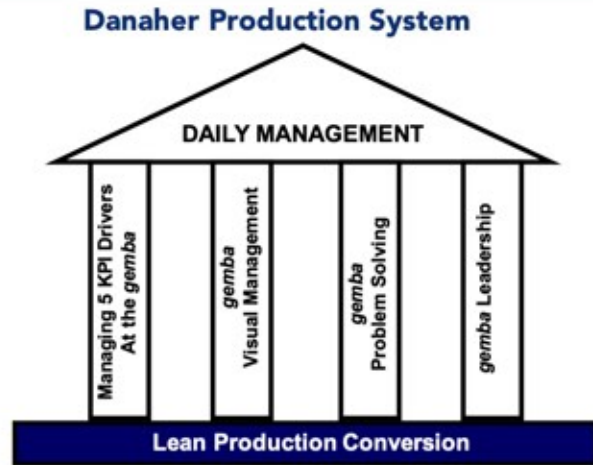 Danaher Production System
DAILY MANAGEMENT
Managing 5 KPI Drivers
At the gemba
gemba
Visual Management
gemba
Problem Solving
gemba Leadership
Lean Production Conversion